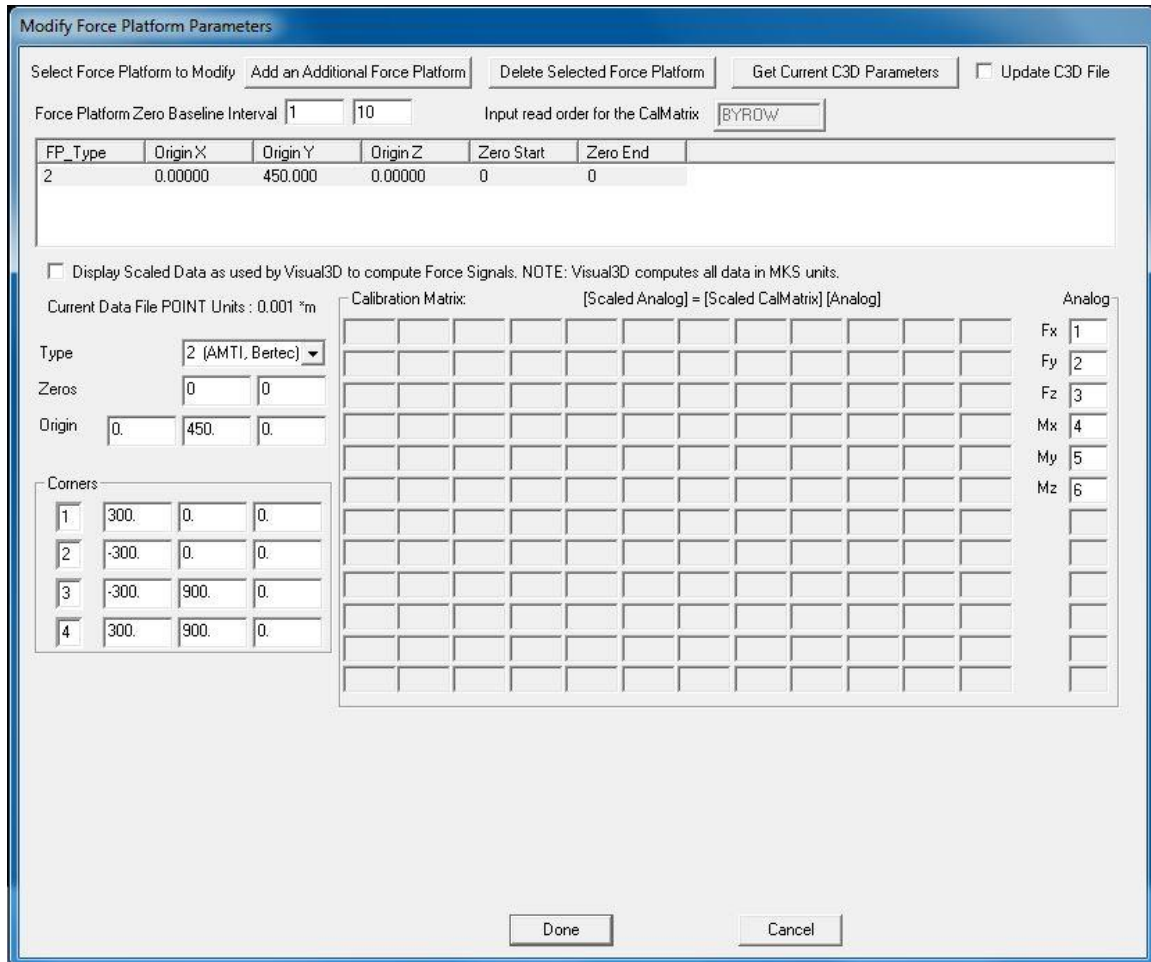 Modify Force Platform Parameters
Select Force Platform to Modify Add an Additional Force Platform Delete Selected Force Platform Get Current C3D Parameters Update C3D File
Force Platform Zero Baseline Interval 1 10 Input read order for the CalMatrix BYROW
FP_Type Origin X Origin Y Origin Z Zero Start Zero End
2 0.00000 450.000 0.00000 0 0
Display Scaled Data as used by Visual3D to compute Force Signals. NOTE: Visual3D computes all data in MKS units.
Current Data File POINT Units : 0.001 *m
Calibration Matrix: [Scaled Analog] = [Scaled CalMatrix] [Analog] Analog
Fx 1
Type 2 (AMTI, Bertec)
Fy 2
Zeros 0 0
Fz 3
Origin 0. 450. 0.
Mx 4
My 5
Corners
Mz 6
1 300. 0. 0.
2 -300. 0. 0.
3 -300. 900. 0.
4 300. 900. 0.
Done Cancel